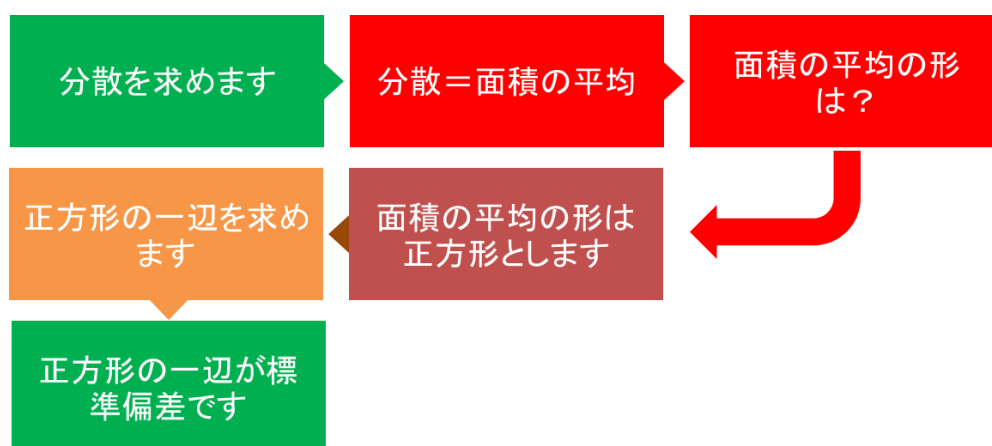 分散を求めます
分散＝面積の平均
面積の平均の形
は？
面積の平均の形は
正方形とします
正方形の一辺を求め
ます
正方形の一辺が標
準偏差です